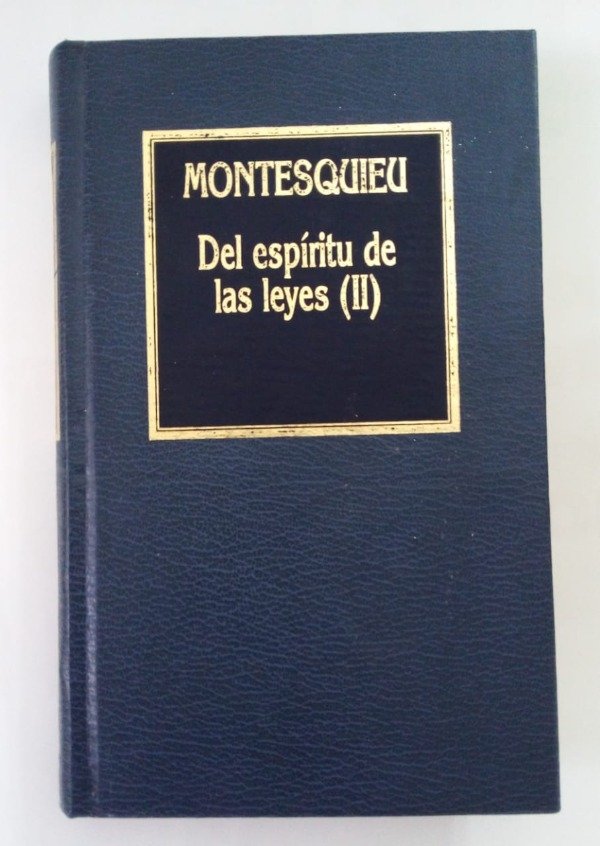 MONTESQUIEU
Del espíritu de
las leyes (II)